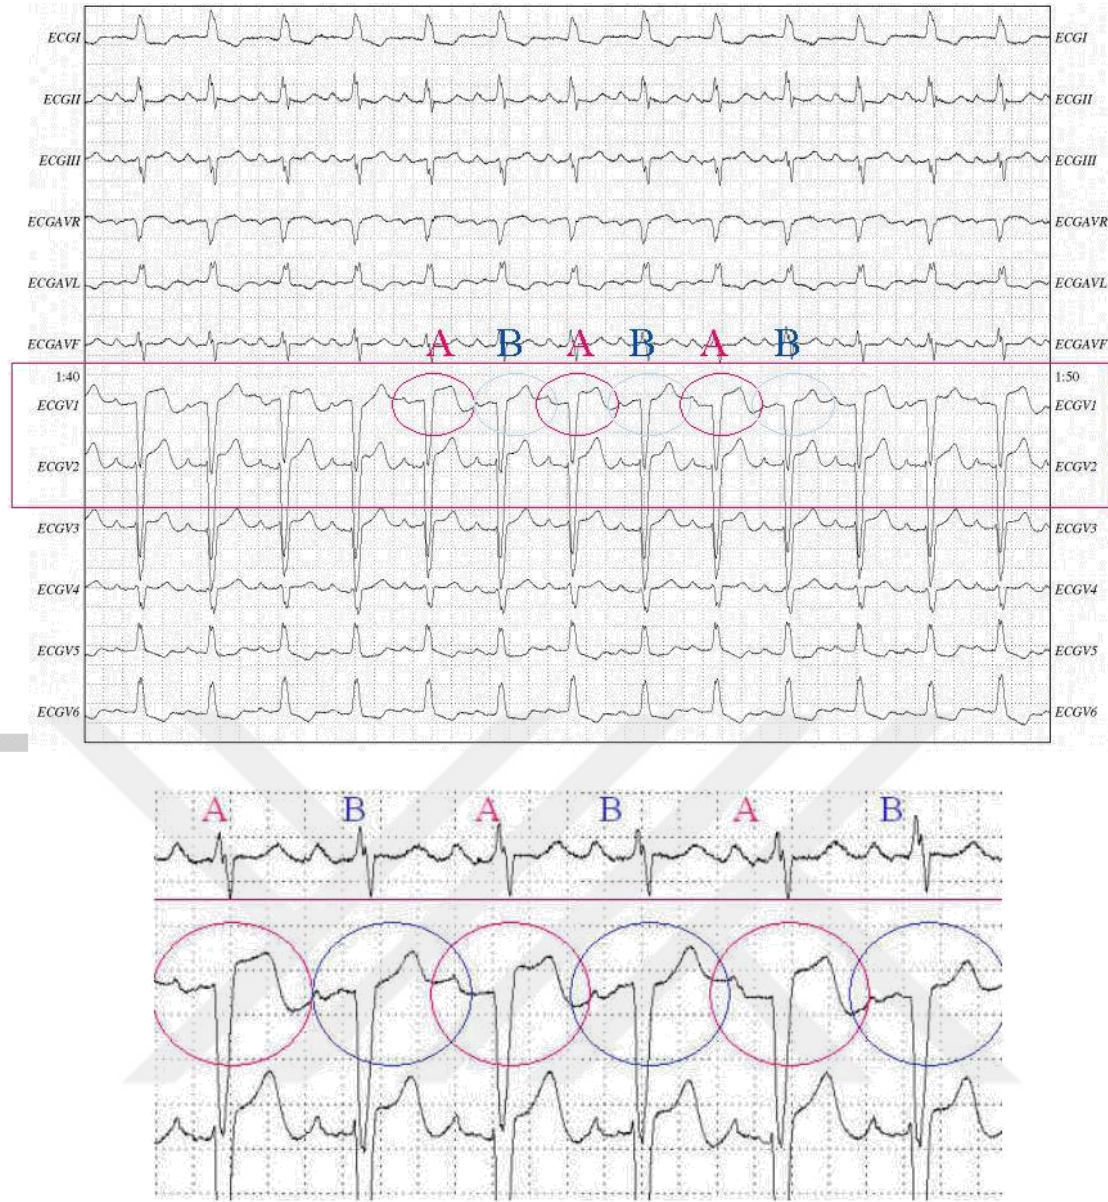 ECGI ECGI
ECGII ECGII
ECGIII ECGIII
ECGAVR ECGAVR
ECGAVL ECGAVL
ECGAVF A B A B A B ECGAVF
1:40 1:50
ECGV1 ECGV1
ECGV2 ECGV2
ECGV3 ECGV3
ECGV4 ECGV4
ECGV5 ECGV5
ECGV6 ECGV6
A B A B A B